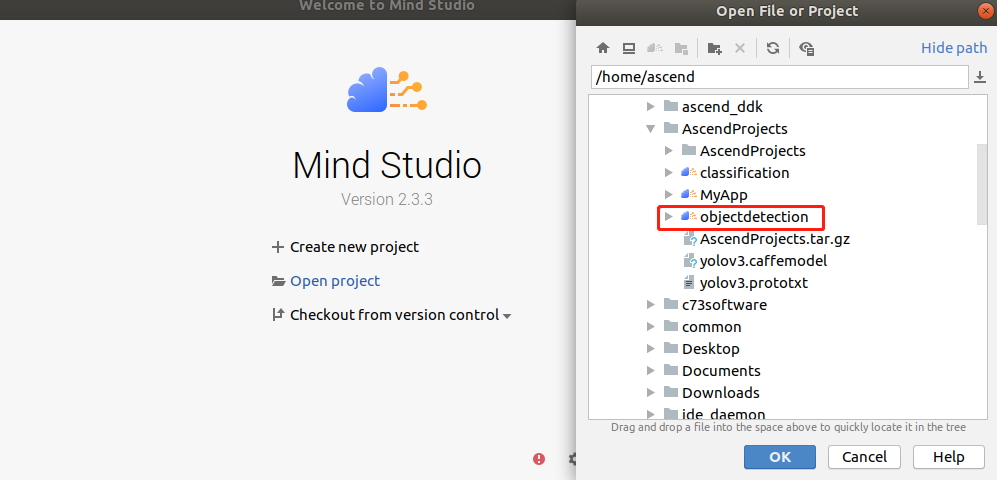 Welcome to Mind Studio
Mind Studio
Version 2.3.3
Create new project
Open project
Checkout from version control
Open File or Project
Hide path
/home/ascend
ascend_ddk
AscendProjects
AscendProjects
classification
MyApp
objectdetection
AscendProjects.tar.gz
yolov3.caffemodel
yolov3.prototxt
c73software
common
Desktop
Documents
Downloads
ide_daemon
Drag and drop a file into the space above to quickly locate it in the tree
OK
Cancel
Help